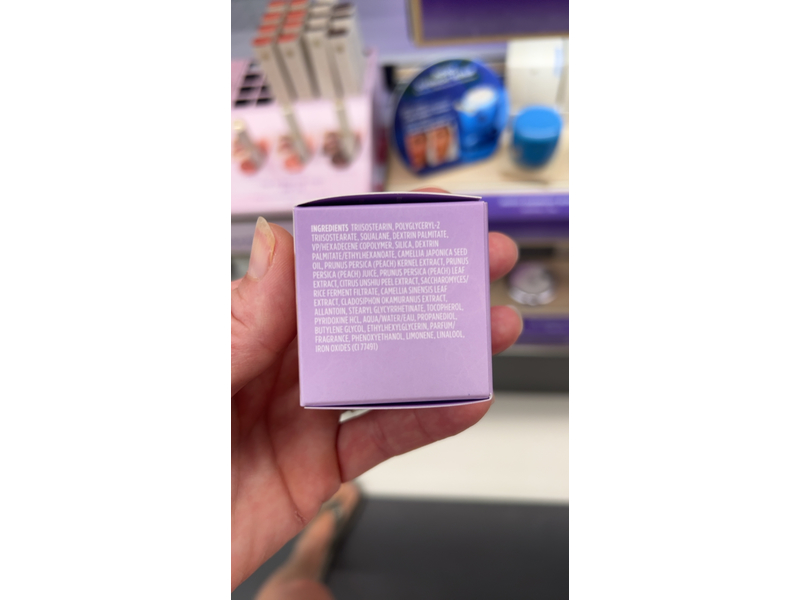 INGREDIENTS TRIISOSTEARIN, POLYGLYCERYL-2
TRIISOSTEARATE, SQUALANE, DEXTRIN PALMITATE,
VP/HEXADECENE COPOLYMER, SILICA, DEXTRIN
PALMITATE/ETHYLHEXANOATE, CAMELLIA JAPONICA SEED
OIL, PRUNUS PERSICA (PEACH) KERNEL EXTRACT, PRUNUS
PERSICA (PEACH) JUICE, PRUNUS PERSICA (PEACH) LEAF
EXTRACT, CITRUS UNSHU PEEL EXTRACT, SACCHAROMYCES/
RICE FERMENT FILTRATE, CAMELLIA SINENSIS LEAF
EXTRACT, CLADOSIPHON OKAMURANUS EXTRACT,
ALLANTOIN, STEARYL GLYCYRRHETINATE, TOCOPHEROL,
PYRIDOXINE HCL, AQUA/WATER/EAU, PROPANEDIOL,
BUTYLENE GLYCOL, ETHYLHEXYLGLYCERIN, PARFUM/
FRAGRANCE, PHENOXYETHANOL, LIMONENE, LINALOOL,
IRON OXIDES (CI 77491)